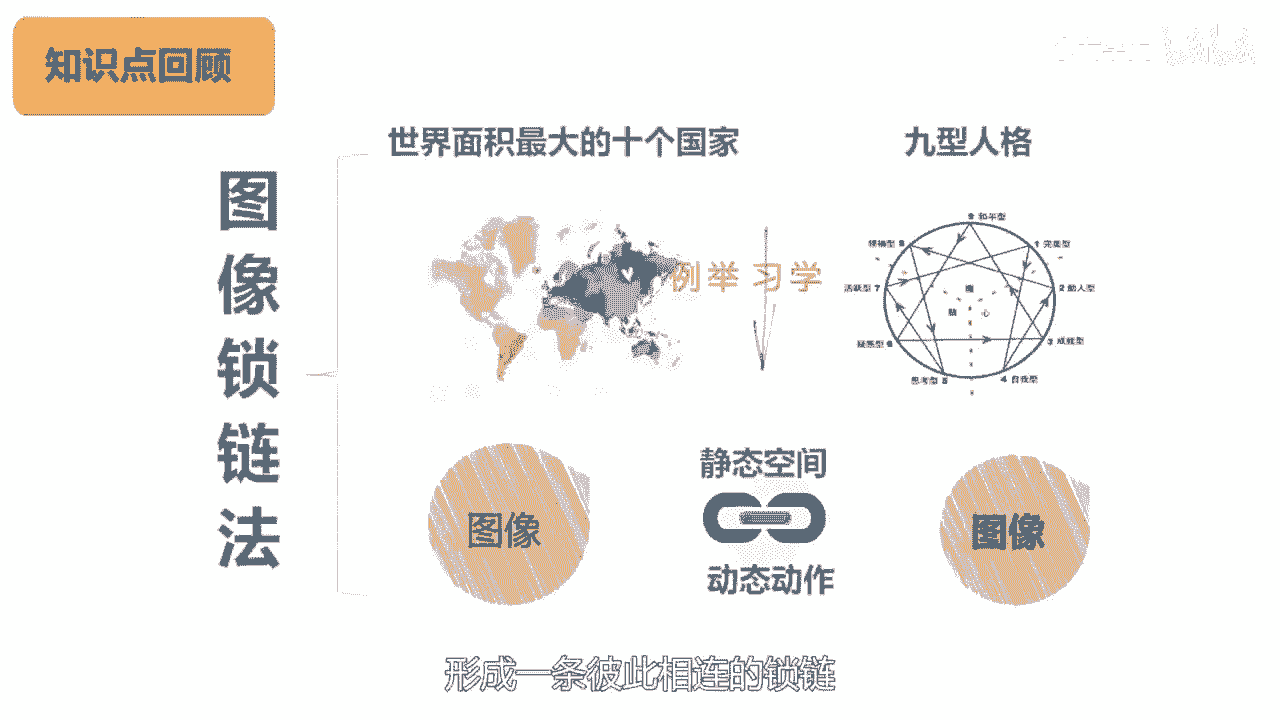 知识点回顾
图像锁链法
世界面积最大的十个国家
九型人格
例举习学
9 和平型
1 完美型
2 助人型
3 成就型
4 自我型
思考型 5
疑惑型 6
活跃型 7
腹
脑
心
图像
静态空间
动态动作
图像
形成一条彼此相连的锁链